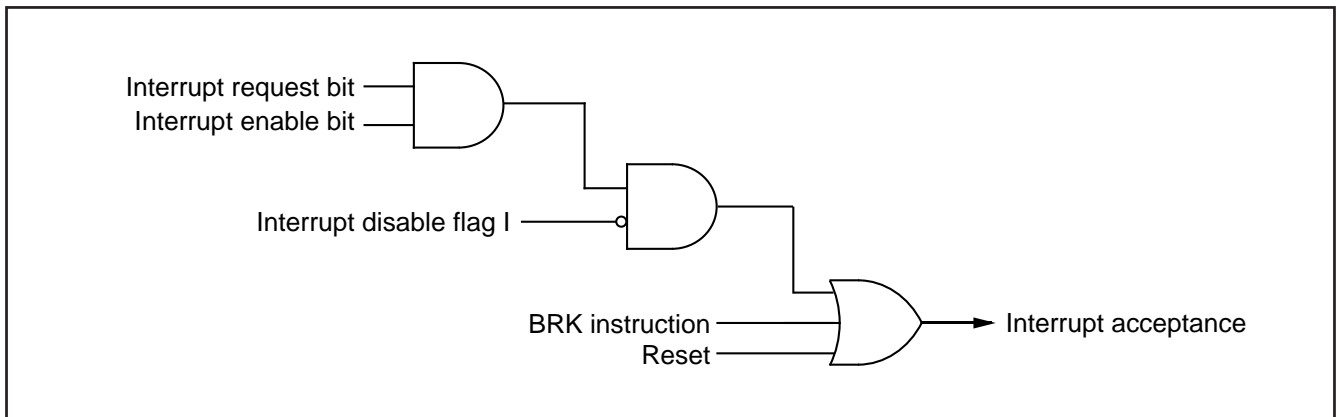 Interrupt request bit
Interrupt enable bit
Interrupt disable flag I
BRK instruction
Reset
Interrupt acceptance